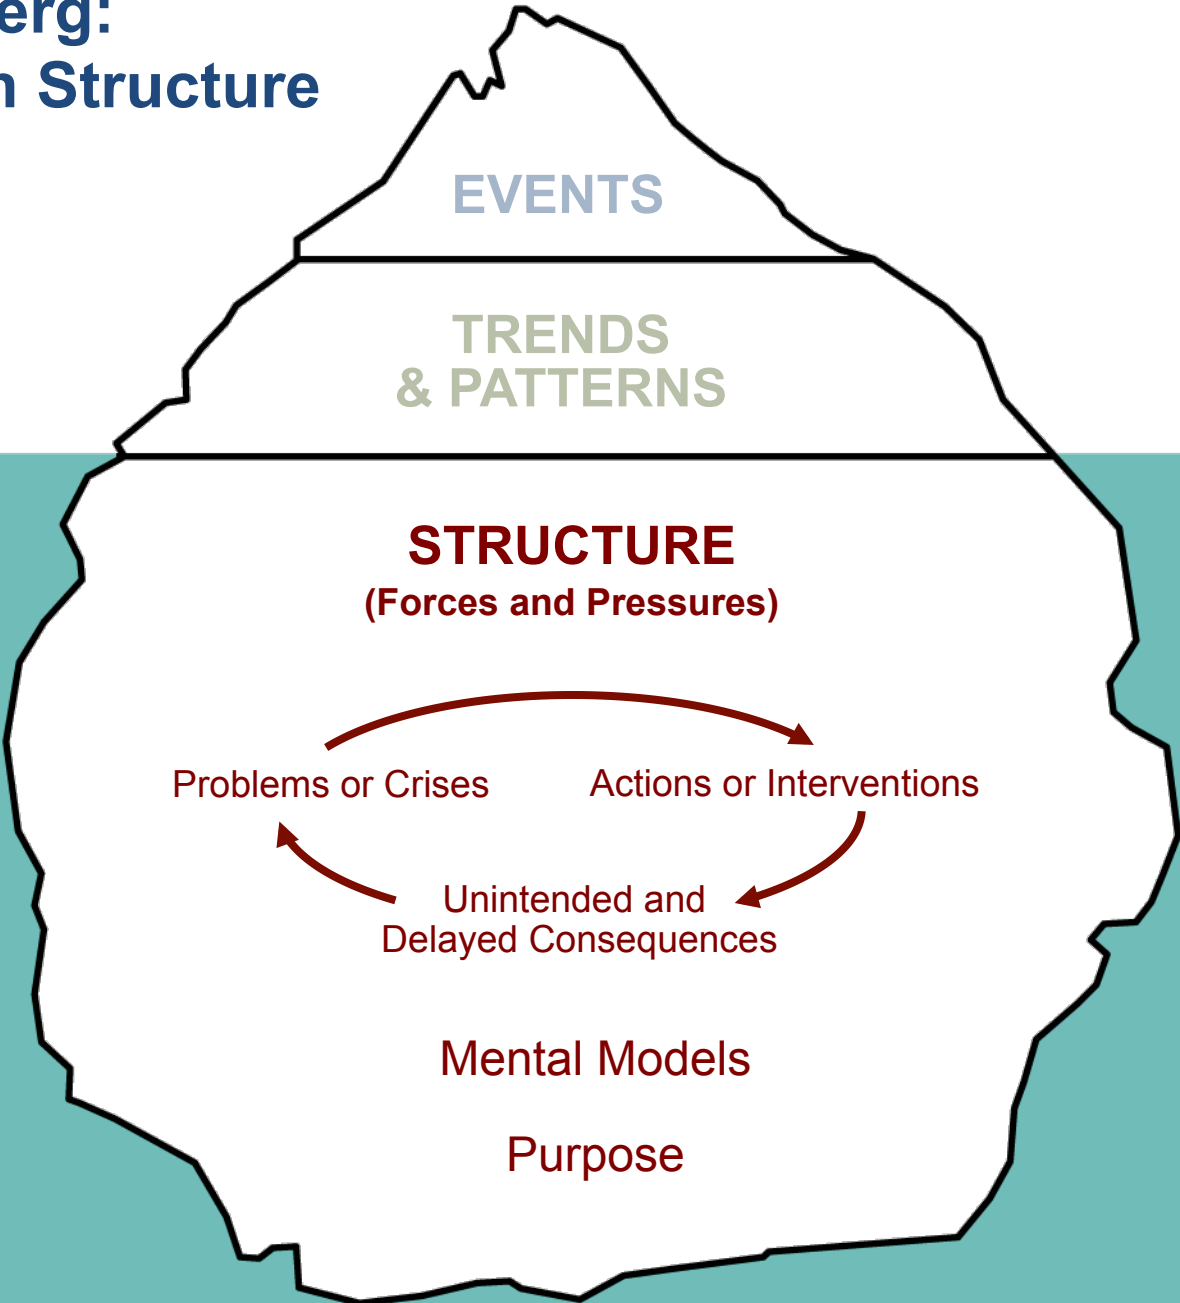 erg:
Structure
EVENTS
TRENDS
& PATTERNS
STRUCTURE
(Forces and Pressures)
Problems or Crises
Actions or Interventions
Unintended and
Delayed Consequences
Mental Models
Purpose